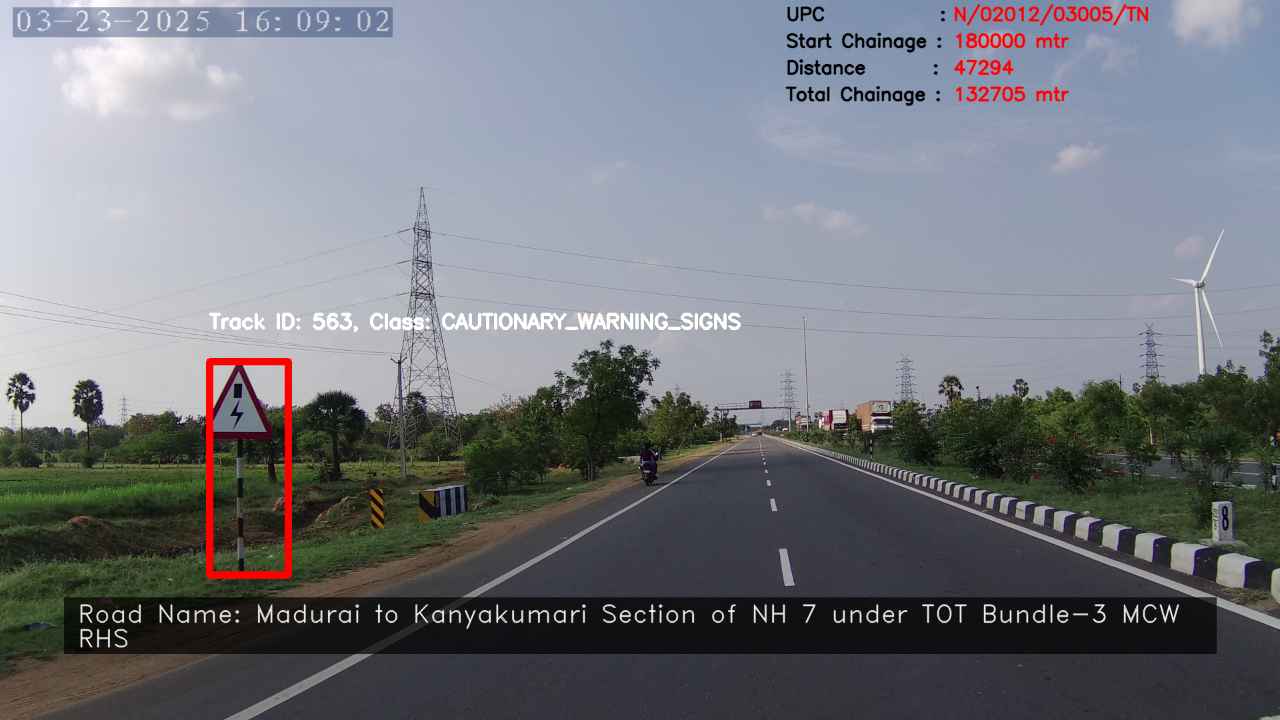 03-23-2025 16:09:02
UPC : N/02012/03005/TN
Start Chainage : 180000 mtr
Distance : 47294
Total Chainage : 132705 mtr
Track ID: 563, Class: CAUTIONARY_WARNING_SIGNS
8
Road Name: Madurai to Kanyakumari Section of NH 7 under TOT Bundle-3 MCW
RHS